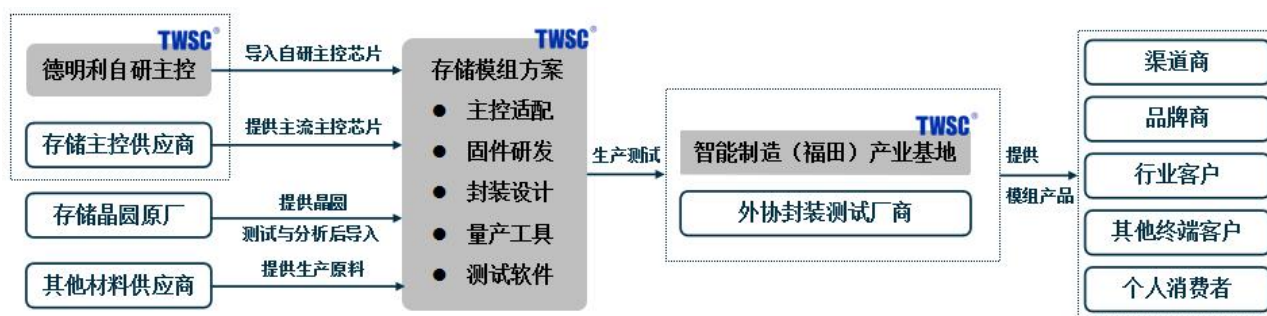 TWSC®
德明利自研主控
存储主控供应商
存储晶圆原厂
其他材料供应商
导入自研主控芯片
提供主流主控芯片
提供晶圆
测试与分析后导入
提供生产原料
TWSC®
存储模组方案
● 主控适配
● 固件研发
● 封装设计
● 量产工具
● 测试软件
生产测试
TWSC®
智能制造（福田）产业基地
外协封装测试厂商
提供
模组产品
渠道商
品牌商
行业客户
其他终端客户
个人消费者